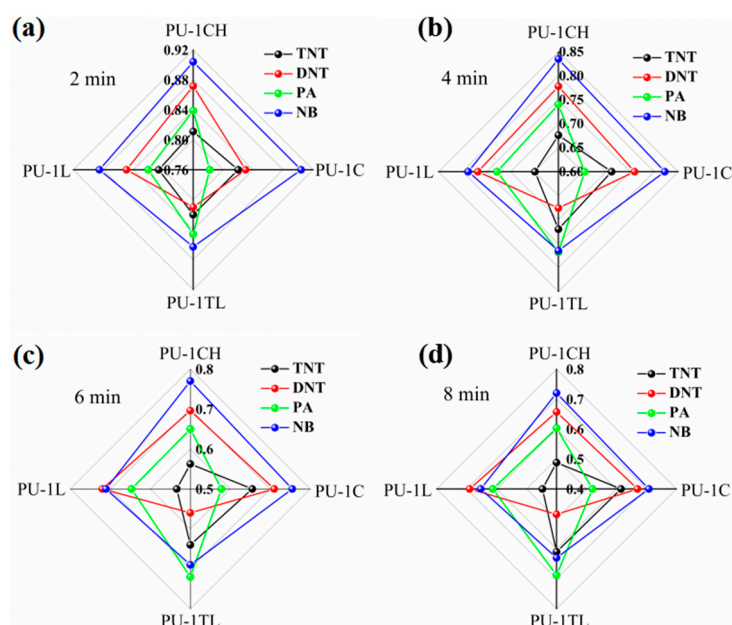 (a)
PU-1CH
0.92
0.88
0.84
0.80
0.76
2 min
TNT
DNT
PA
NB
PU-1L
PU-1C
PU-1TL
(b)
PU-1CH
0.85
0.80
0.75
0.70
0.65
0.60
4 min
TNT
DNT
PA
NB
PU-1L
PU-1C
PU-1TL
(c)
PU-1CH
0.8
0.7
0.6
0.5
6 min
TNT
DNT
PA
NB
PU-1L
PU-1C
PU-1TL
(d)
PU-1CH
0.8
0.7
0.6
0.5
0.4
8 min
TNT
DNT
PA
NB
PU-1L
PU-1C
PU-1TL